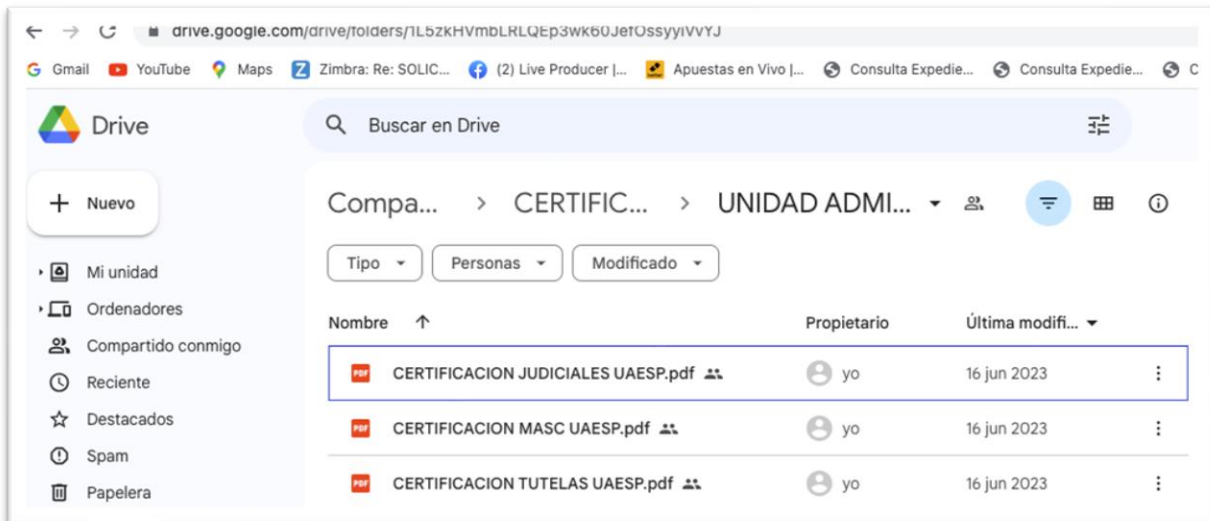 drive.google.com/drive/folders/1L5zkHVmbLRLQEp3wk60JefOssyyiVvYJ
Gmail YouTube Maps Zimbra: Re: SOLIC... (2) Live Producer |... Apuestas en Vivo |... Consulta Expedie... Consulta Expedie... C
Drive
Buscar en Drive
Nuevo
Compa... > CERTIFIC... > UNIDAD ADMI...
Tipo Personas Modificado
Mi unidad
Ordenadores
Compartido conmigo
Reciente
Destacados
Spam
Papelera
Nombre Propietario Última modifi...
PDF CERTIFICACION JUDICIALES UAESP.pdf yo 16 jun 2023
PDF CERTIFICACION MASC UAESP.pdf yo 16 jun 2023
PDF CERTIFICACION TUTELAS UAESP.pdf yo 16 jun 2023